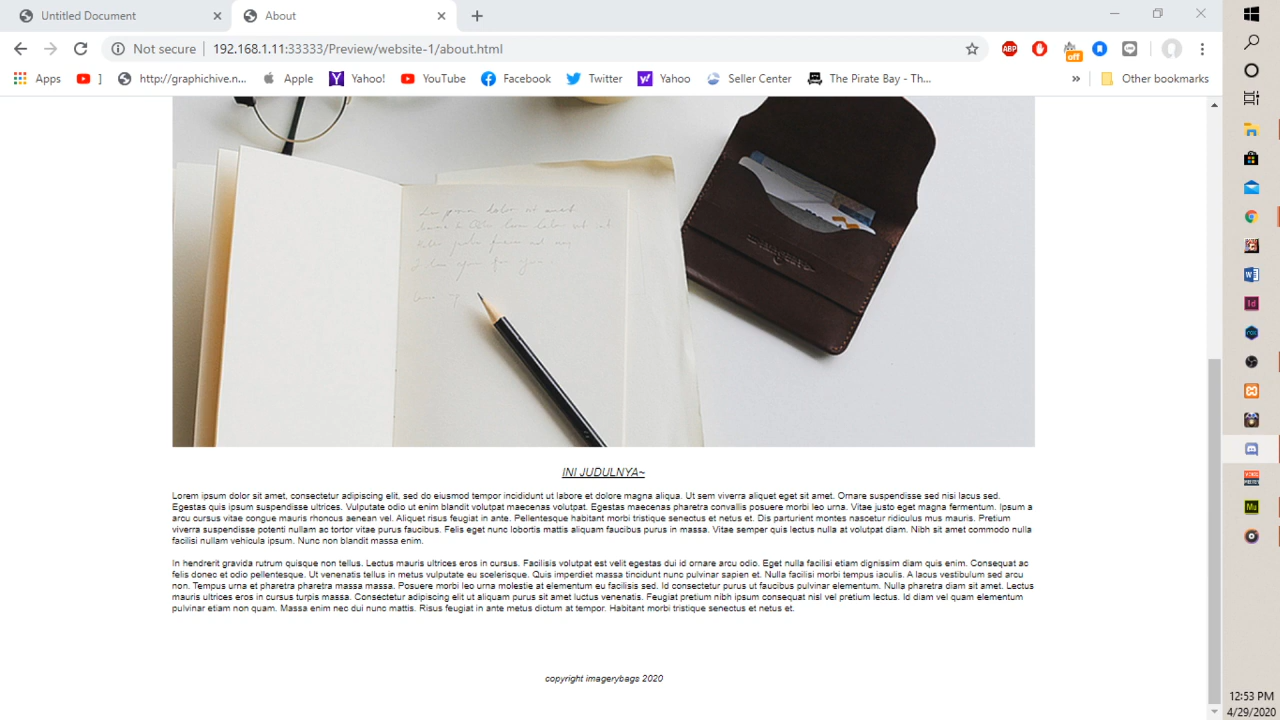 Untitled Document
About
Not secure
192.168.1.11:33333/Preview/website-1/about.html
ABP
off
Apps
]
http://graphichive.n...
Apple
Yahoo!
YouTube
Facebook
Twitter
Yahoo
Seller Center
The Pirate Bay - Th...
»
Other bookmarks
INI JUDULNYA~
Lorem ipsum dolor sit amet, consectetur adipiscing elit, sed do eiusmod tempor incididunt ut labore et dolore magna aliqua. Ut sem viverra aliquet eget sit amet. Ornare suspendisse sed nisi lacus sed.
Egestas quis ipsum suspendisse ultrices. Vulputate odio ut enim blandit volutpat maecenas volutpat. Egestas maecenas pharetra convallis posuere morbi leo urna. Vitae justo eget magna fermentum. Ipsum a
arcu cursus vitae congue mauris rhoncus aenean vel. Aliquet risus feugiat in ante. Pellentesque habitant morbi tristique senectus et netus et. Dis parturient montes nascetur ridiculus mus mauris. Pretium
viverra suspendisse potenti nullam ac tortor vitae purus faucibus. Felis eget nunc lobortis mattis aliquam faucibus purus in massa. Vitae semper quis lectus nulla at volutpat diam. Nibh sit amet commodo nulla
facilisi nullam vehicula ipsum. Nunc non blandit massa enim.
In hendrerit gravida rutrum quisque non tellus. Lectus mauris ultrices eros in cursus. Facilisis volutpat est velit egestas dui id ornare arcu odio. Eget nulla facilisi etiam dignissim diam quis enim. Consequat ac
felis donec et odio pellentesque. Ut venenatis tellus in metus vulputate eu scelerisque. Quis imperdiet massa tincidunt nunc pulvinar sapien et. Nulla facilisi morbi tempus iaculis. A lacus vestibulum sed arcu
non. Tempus urna et pharetra pharetra massa massa. Posuere morbi leo urna molestie at elementum eu facilisis sed. Id consectetur purus ut faucibus pulvinar elementum. Nulla pharetra diam sit amet. Lectus
mauris ultrices eros in cursus turpis massa. Consectetur adipiscing elit ut aliquam purus sit amet luctus venenatis. Feugiat pretium nibh ipsum consequat nisl vel pretium lectus. Id diam vel quam elementum
pulvinar etiam non quam. Massa enim nec dui nunc mattis. Risus feugiat in ante metus dictum at tempor. Habitant morbi tristique senectus et netus et.
copyright imagerybags 2020
Id
Mu
12:53 PM
4/29/2020